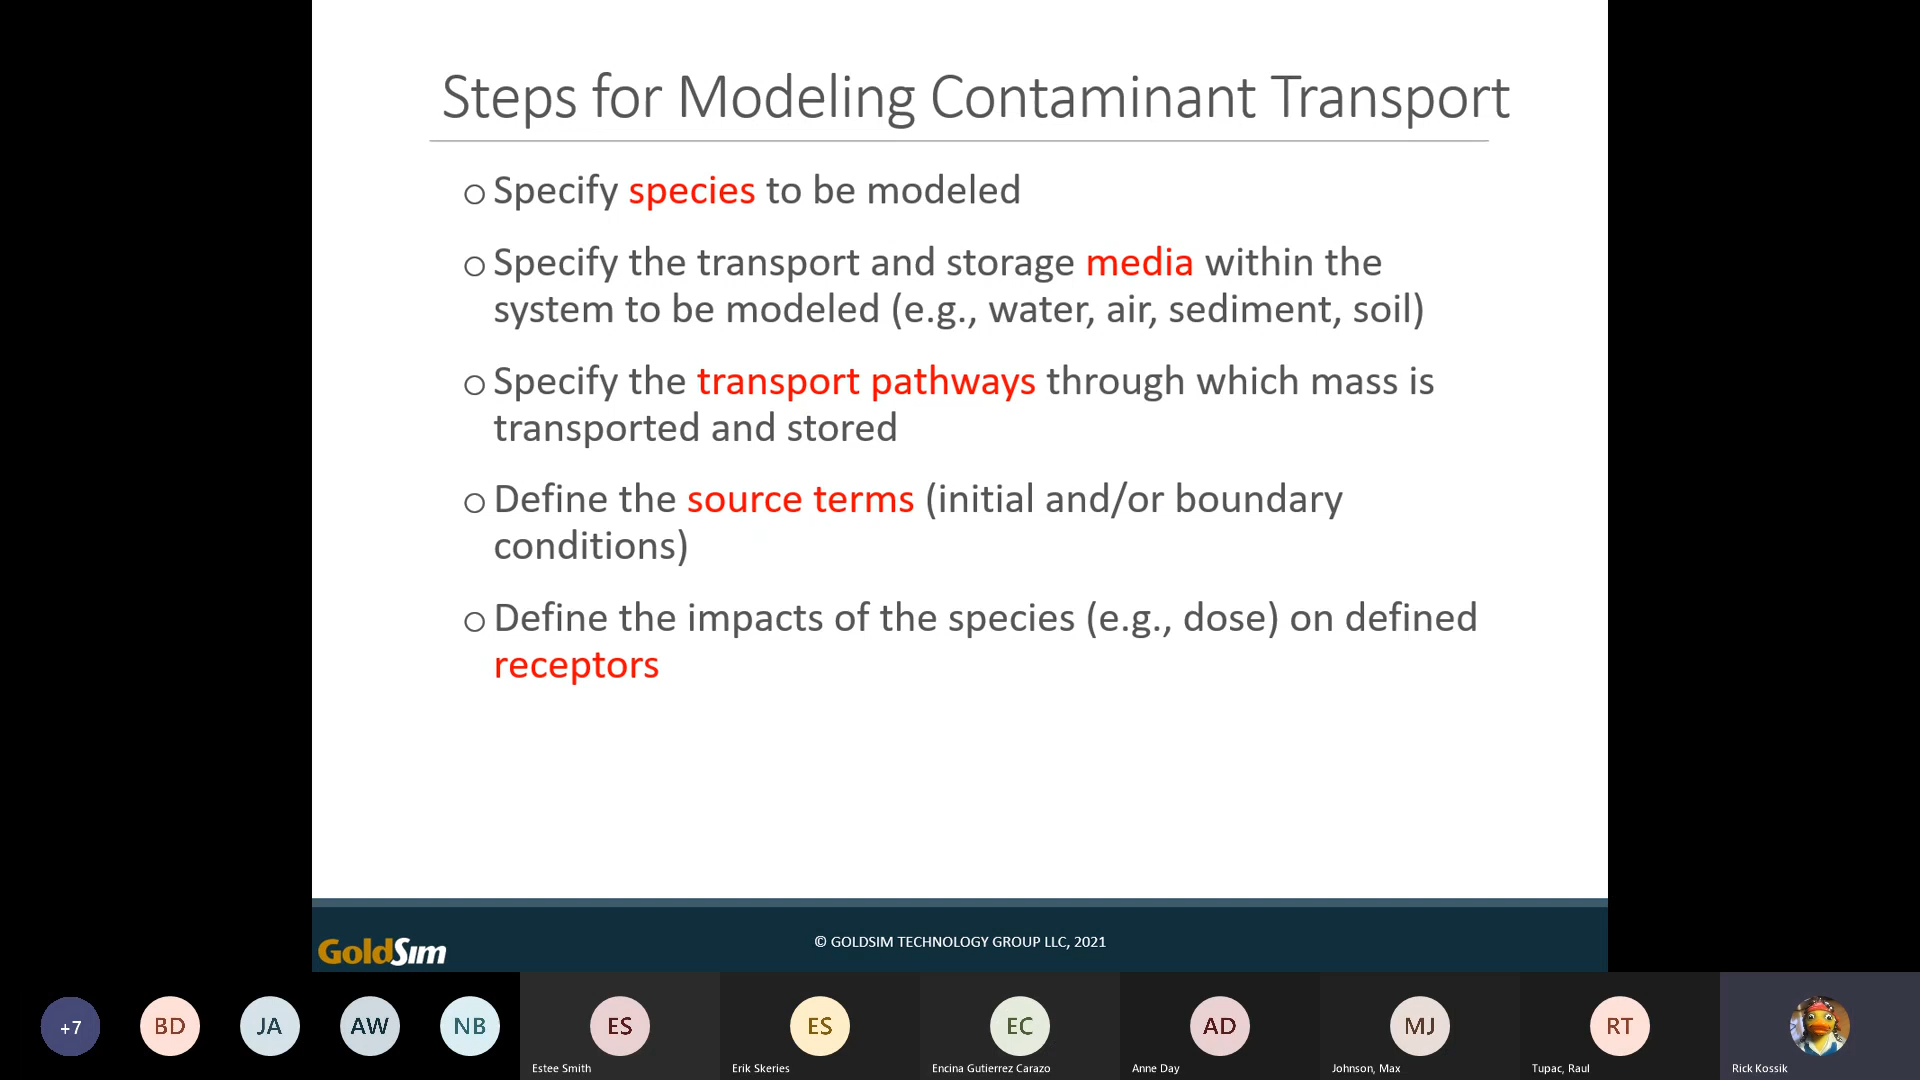 Steps for Modeling Contaminant Transport
Specify species to be modeled
Specify the transport and storage media within the
system to be modeled (e.g., water, air, sediment, soil)
Specify the transport pathways through which mass is
transported and stored
Define the source terms (initial and/or boundary
conditions)
Define the impacts of the species (e.g., dose) on defined
receptors
GoldSim
© GOLDSIM TECHNOLOGY GROUP LLC, 2021
+7
BD
JA
AW
NB
ES
ES
EC
AD
MJ
RT
Estee Smith
Erik Skeries
Encina Gutierrez Carazo
Anne Day
Johnson, Max
Tupac, Raul
Rick Kossik